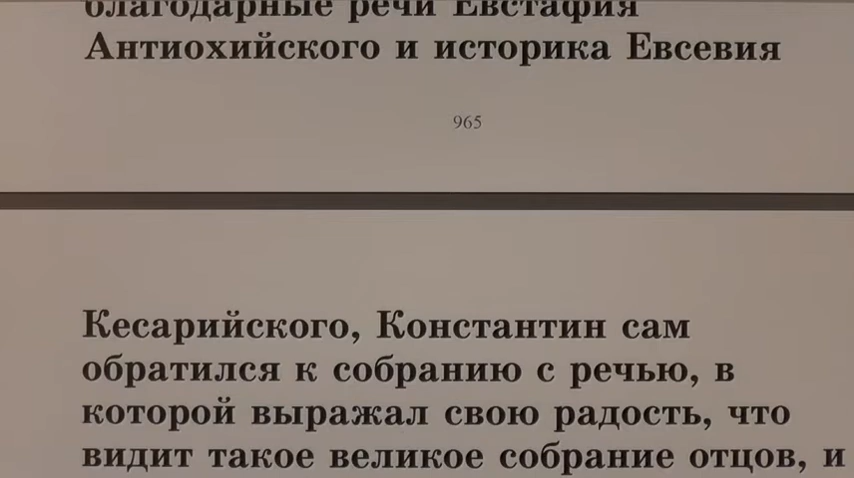 благодарные речи Евстафия
Антиохийского и историка Евсевия
965
Кесарийского, Константин сам
обратился к собранию с речью, в
которой выражал свою радость, что
видит такое великое собрание отцов, и